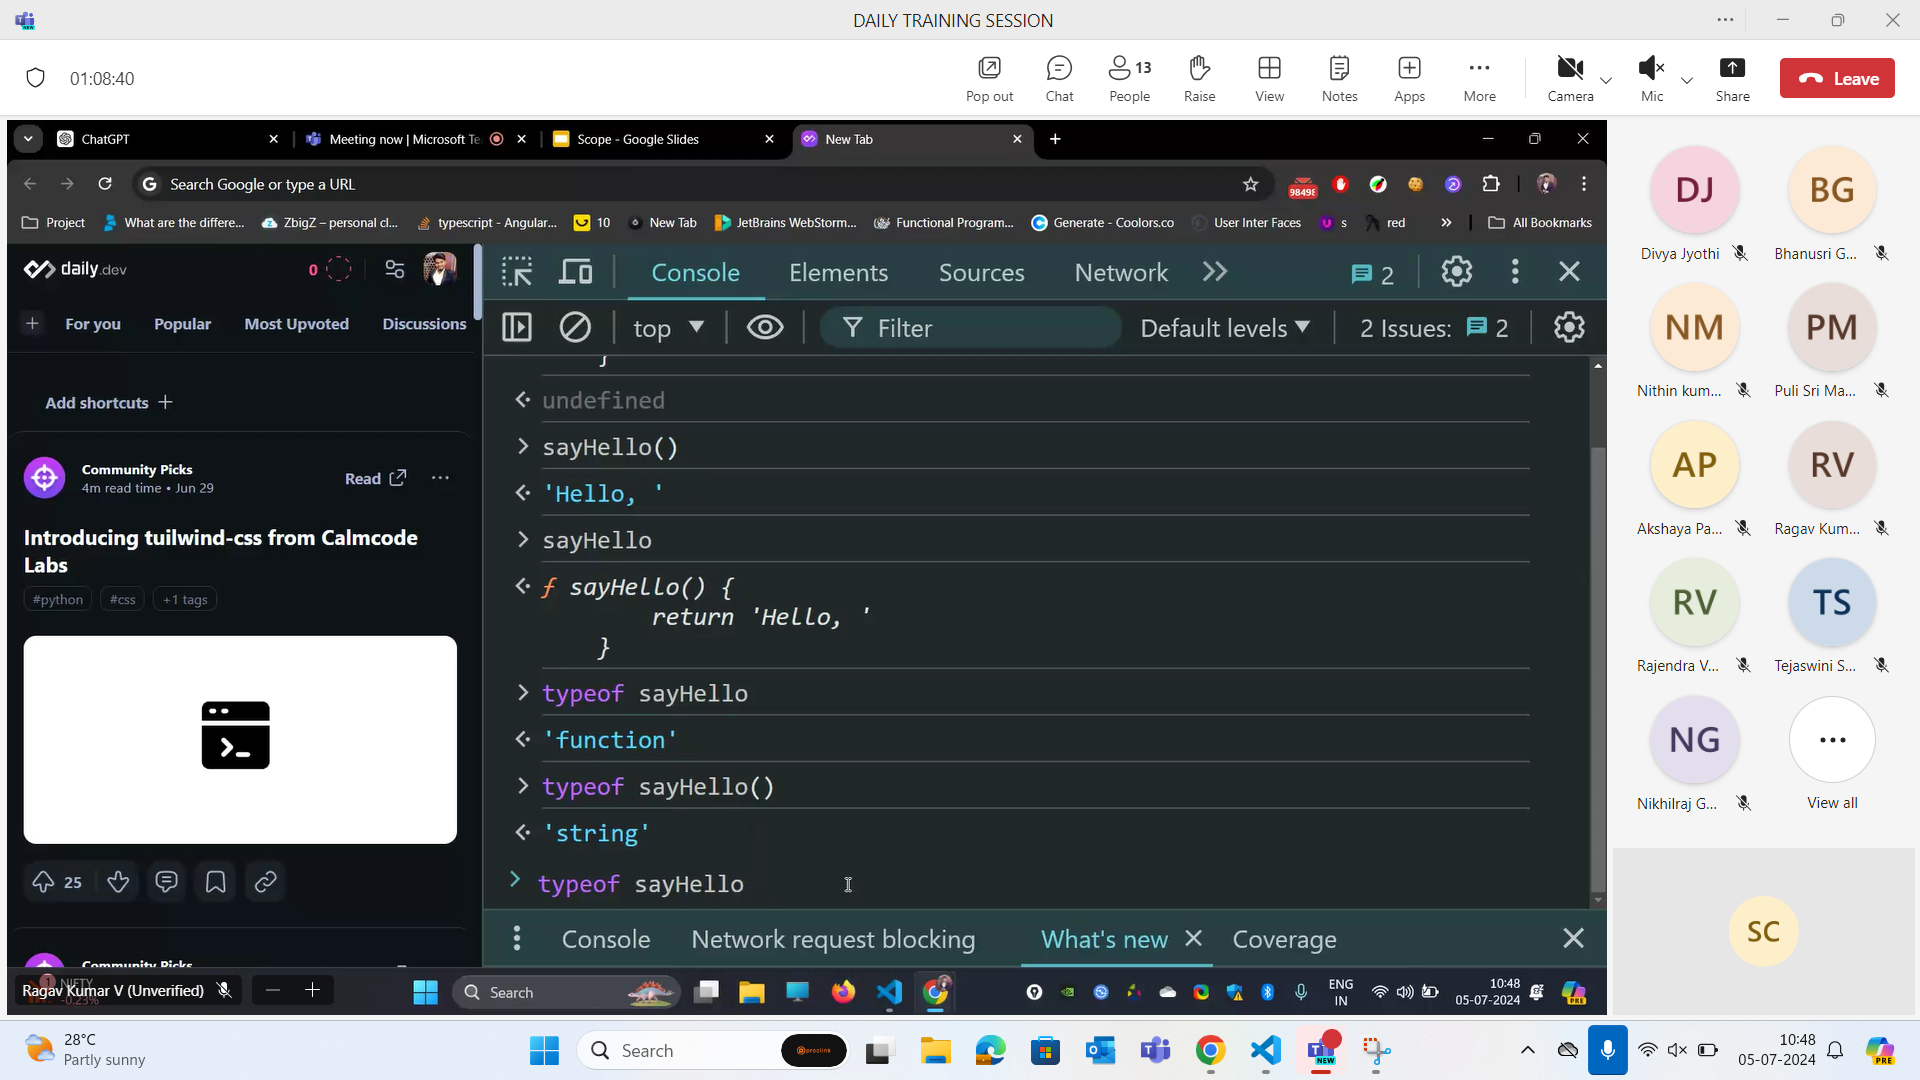 DAILY TRAINING SESSION
01:08:40
Pop out
Chat
13
People
Raise
View
Notes
Apps
More
Camera
Mic
Share
Leave
ChatGPT
Meeting now | Microsoft Te
Scope - Google Slides
New Tab
Search Google or type a URL
98498
Project
What are the differe...
ZbigZ – personal cl...
typescript - Angular...
10
New Tab
JetBrains WebStorm...
Functional Program...
Generate - Coolors.co
User Inter Faces
s
red
All Bookmarks
daily.dev
0
For you
Popular
Most Upvoted
Discussions
Add shortcuts
Community Picks
4m read time • Jun 29
Read
Introducing tuilwind-css from Calmcode
Labs
#python
#css
+1 tags
25
Community Picks
Console
Elements
Sources
Network
2
top
Filter
Default levels
2 Issues:
2
}
undefined
sayHello()
'Hello, '
sayHello
ƒ sayHello() {
return 'Hello, '
}
typeof sayHello
'function'
typeof sayHello()
'string'
typeof sayHello
Console
Network request blocking
What's new
Coverage
NIFTY
-0.23%
Ragav Kumar V (Unverified)
Search
ENG
IN
10:48
05-07-2024
PRE
DJ
Divya Jyothi
BG
Bhanusri G...
NM
Nithin kum...
PM
Puli Sri Ma...
AP
Akshaya Pa...
RV
Ragav Kum...
RV
Rajendra V...
TS
Tejaswini S...
NG
Nikhilraj G...
View all
SC
28°C
Partly sunny
Search
NEW
10:48
05-07-2024
PRE